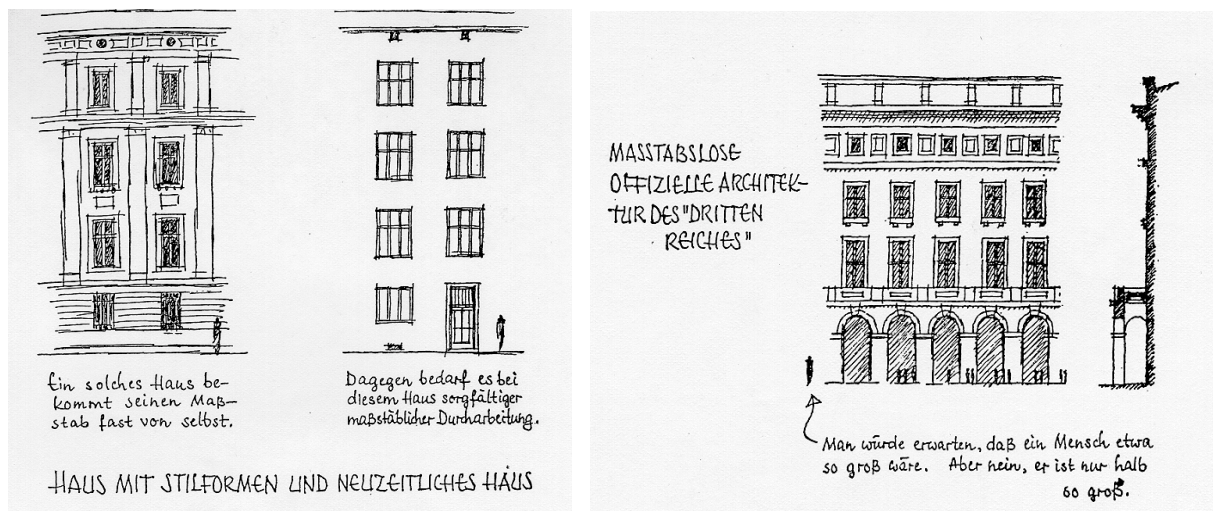 Ein solches Haus be-
kommt seinen Maß-
stab fast von selbst.
Dagegen bedarf es bei
diesem Haus sorgfältiger
maßstäblicher Durcharbeitung.
HAUS MIT STILFORMEN UND NEUZEITLICHES HAUS
MASSTABSLOSE
OFFIZIELLE ARCHITEK-
TUR DES "DRITTEN
REICHES"
Man würde erwarten, daß ein Mensch etwa
so groß wäre. Aber nein, er ist nur halb
so groß.